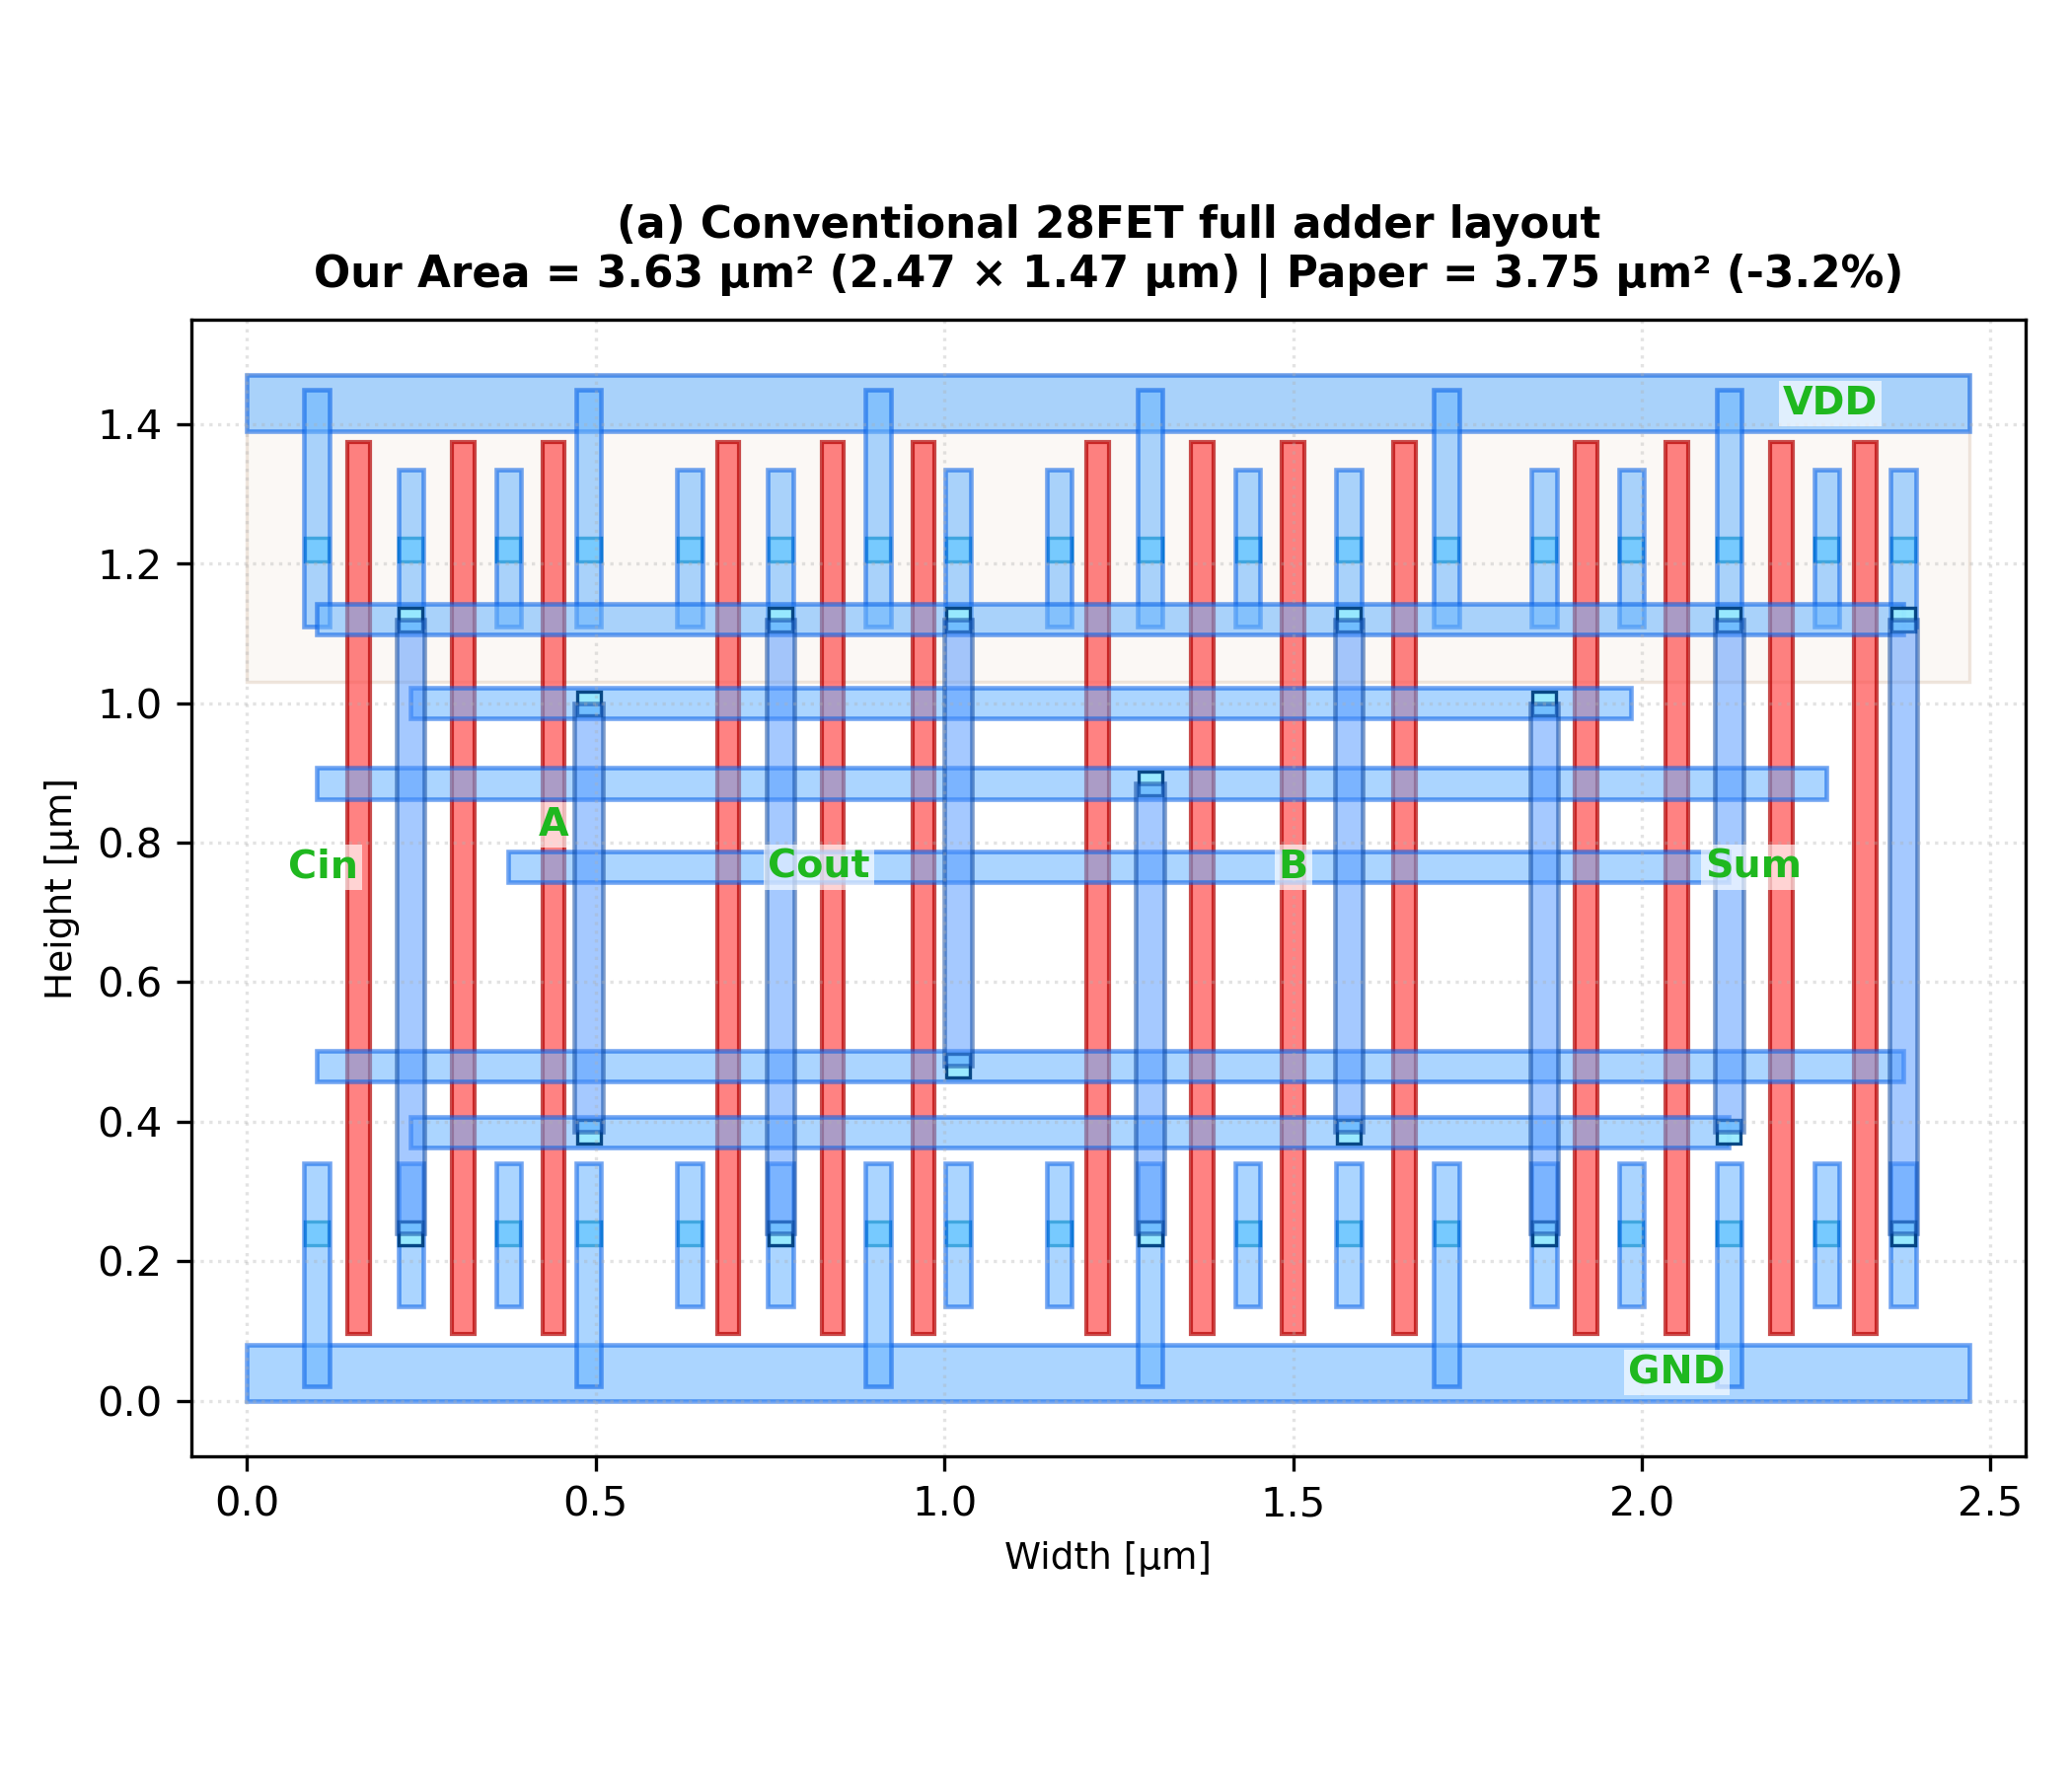 (a) Conventional 28FET full adder layout
Our Area = 3.63 μm² (2.47 × 1.47 μm) | Paper = 3.75 μm² (-3.2%)
VDD
1.4
1.2
1.0
A
0.8
Cin Cout B Sum
Height [μm]
0.6
0.4
0.2
GND
0.0
0.0 0.5 1.0 1.5 2.0 2.5
Width [μm]